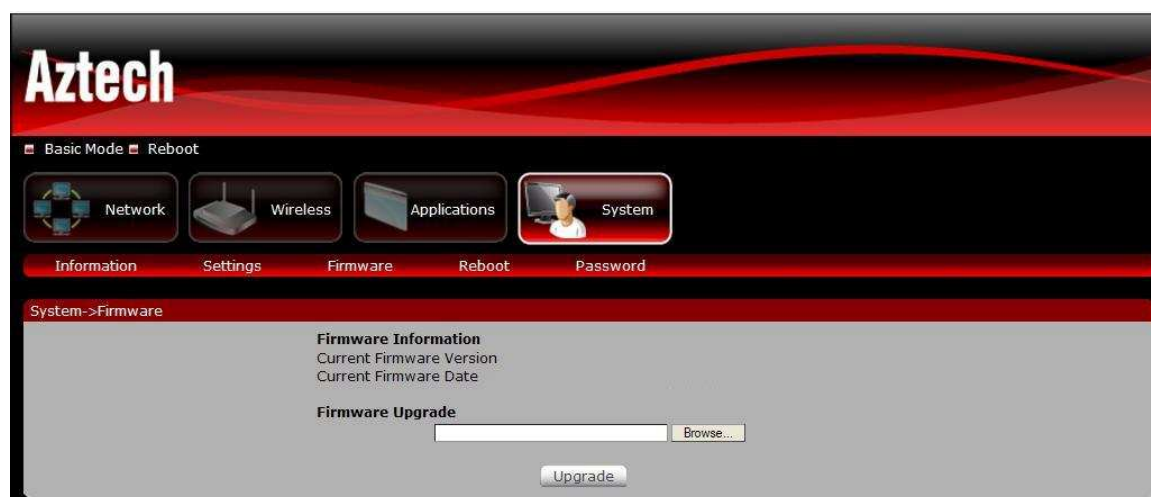 Aztech
Basic Mode Reboot
Network Wireless Applications System
Information Settings Firmware Reboot Password
System->Firmware
Firmware Information
Current Firmware Version
Current Firmware Date
Firmware Upgrade
Browse...
Upgrade